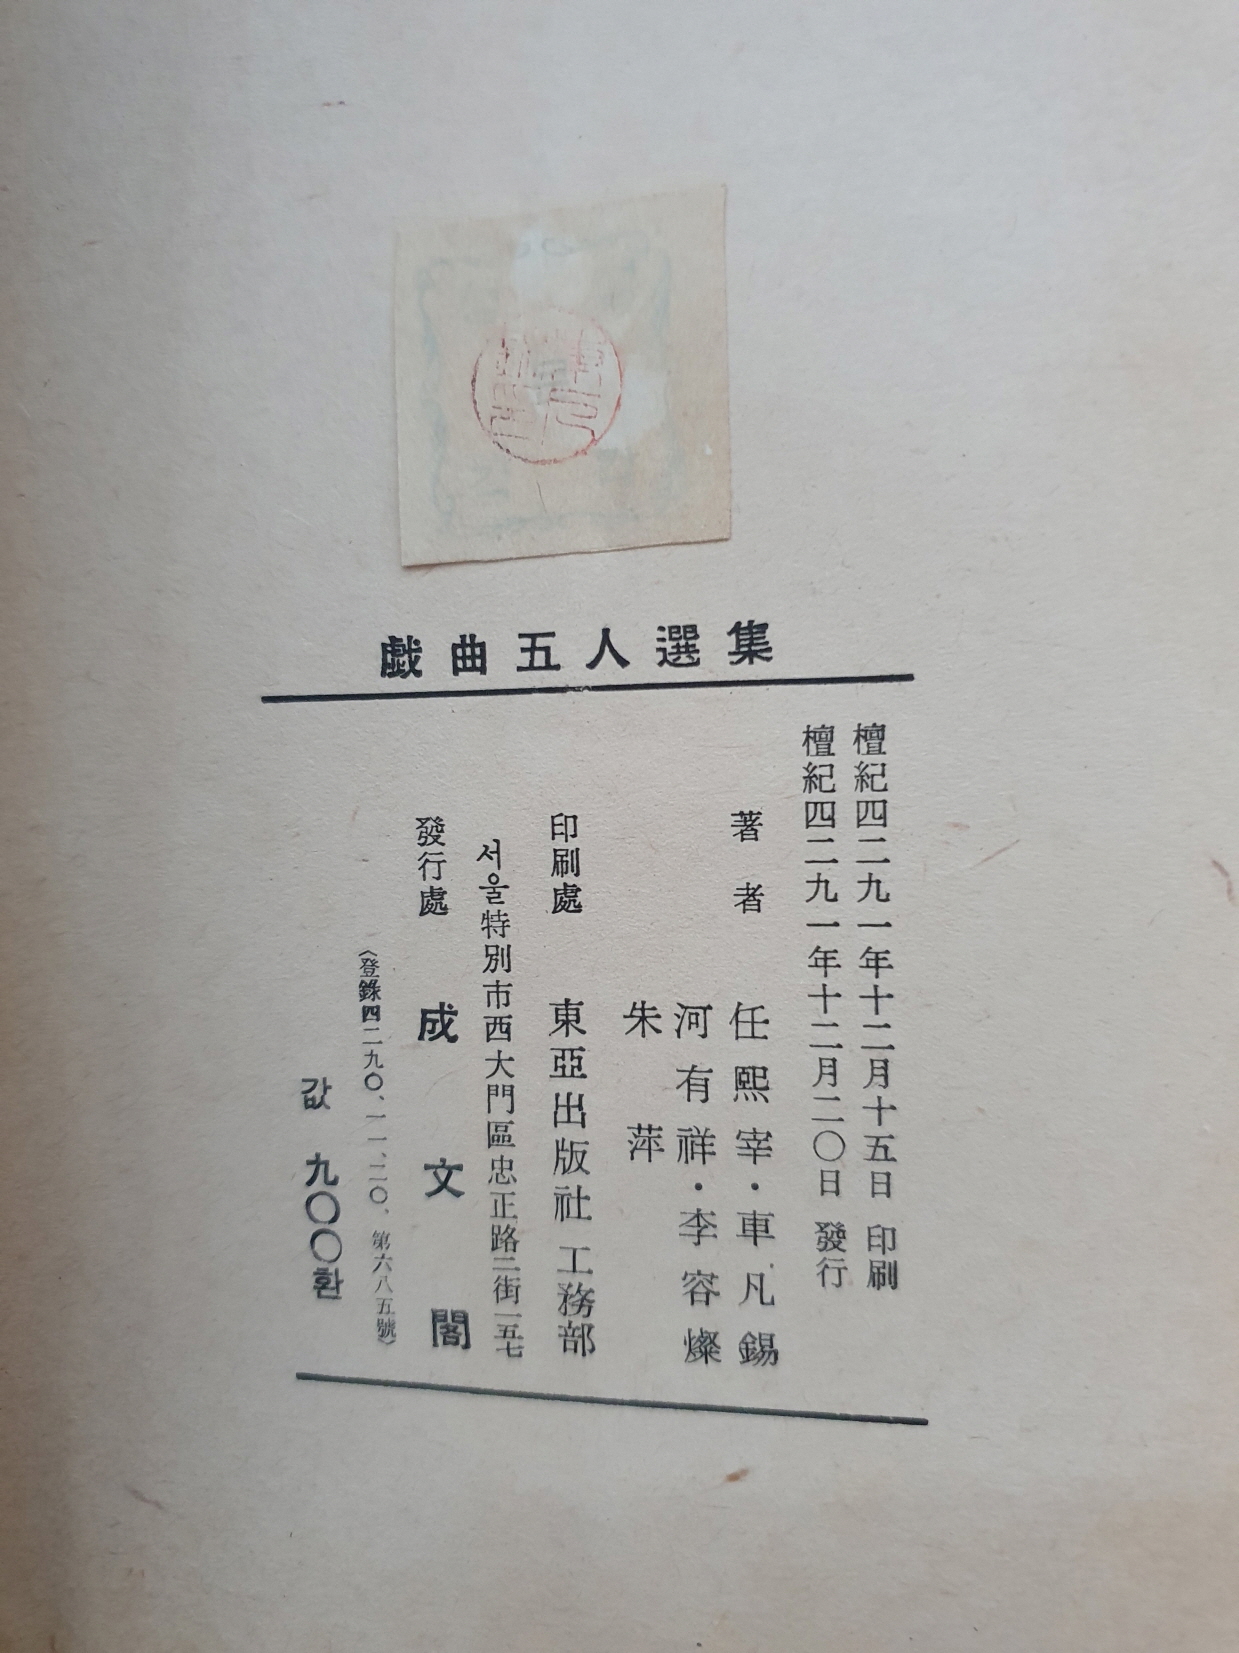 戱曲五人選集
檀紀四二九一年十二月十五日 印刷
檀紀四二九一年十二月二〇日 發行
著者 任熙宰·車凡錫
河有祥·李容燦
朱萍
印刷處 東亞出版社 工務部
서울特別市西大門區忠正路二街一五七
發行處 成文閣
〈登錄四二九〇、一一、二〇、第六八五號〉
값 九〇〇환